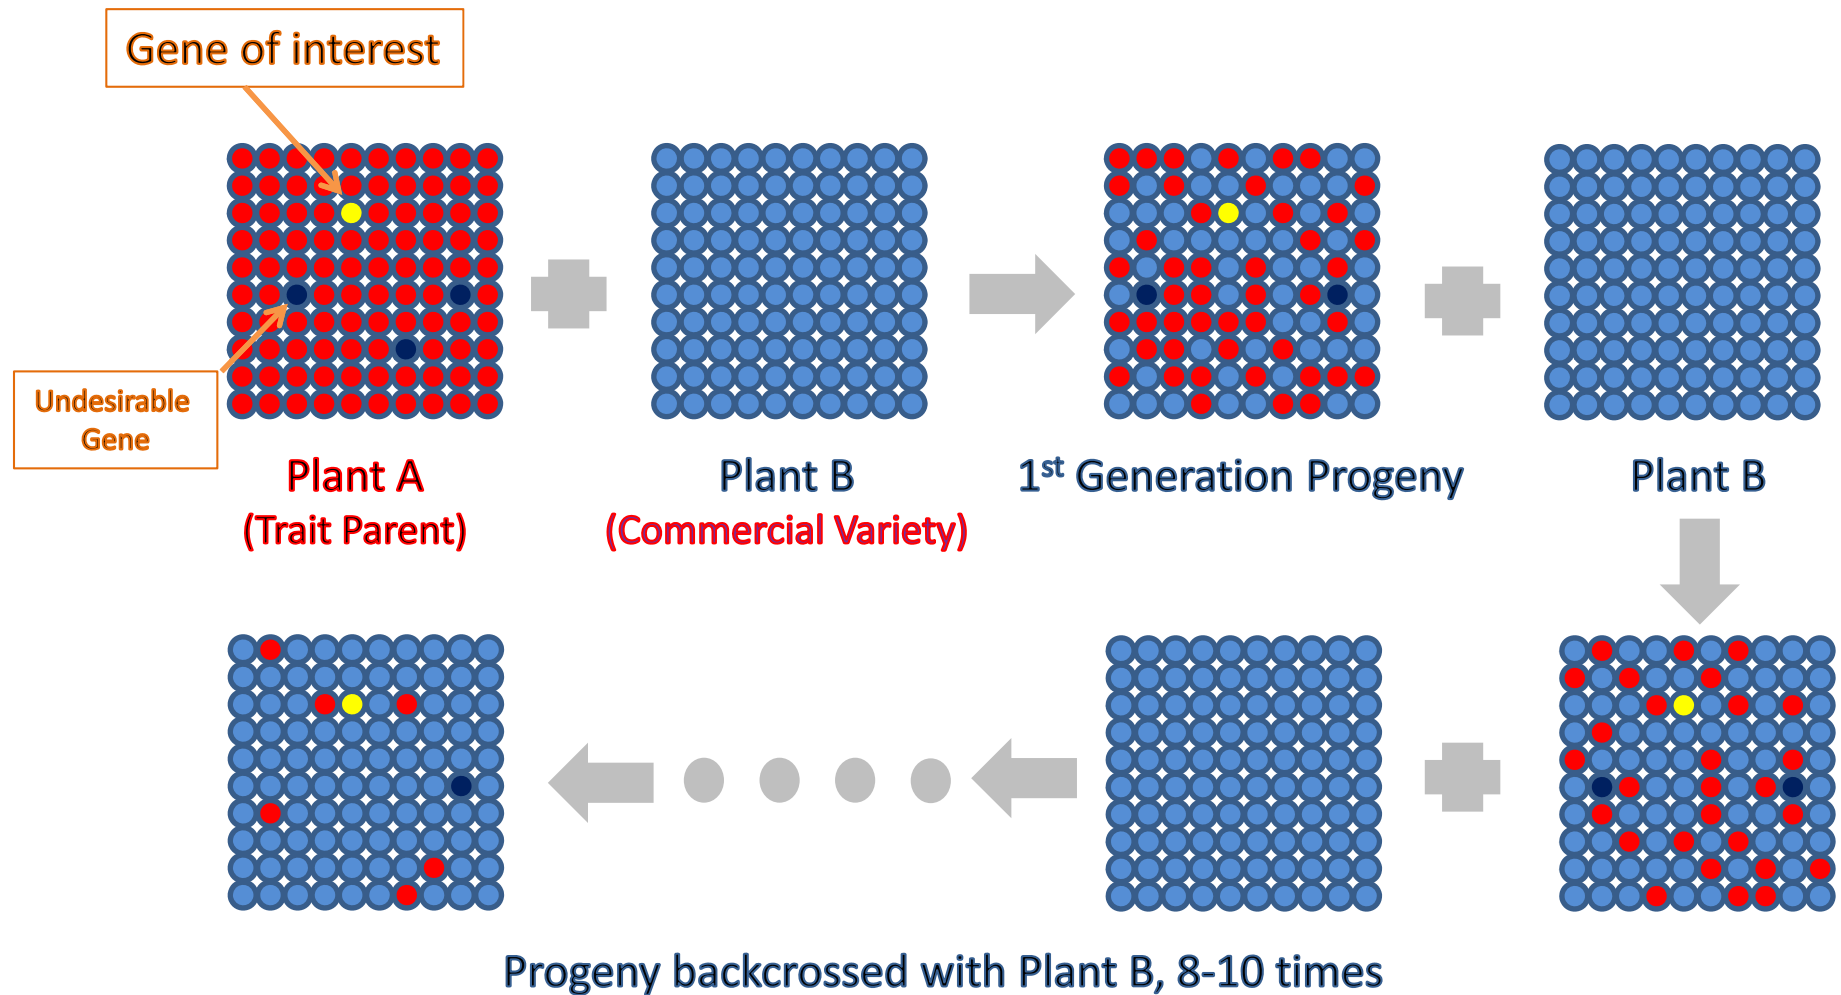 Gene of interest
Undesirable
Gene
Plant A
(Trait Parent)
Plant B
(Commercial Variety)
1st Generation Progeny
Plant B
Progeny backcrossed with Plant B, 8-10 times